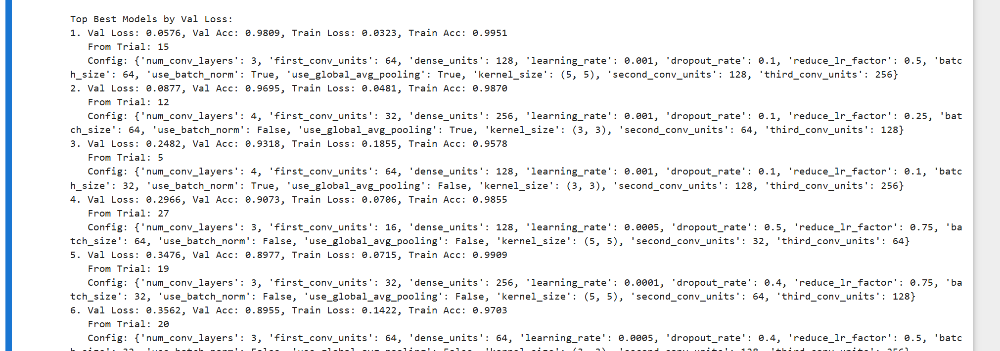 Top Best Models by Val Loss:
1. Val Loss: 0.0576, Val Acc: 0.9809, Train Loss: 0.0323, Train Acc: 0.9951
   From Trial: 15
   Config: {'num_conv_layers': 3, 'first_conv_units': 64, 'dense_units': 128, 'learning_rate': 0.001, 'dropout_rate': 0.1, 'reduce_lr_factor': 0.5, 'batc
h_size': 64, 'use_batch_norm': True, 'use_global_avg_pooling': True, 'kernel_size': (5, 5), 'second_conv_units': 128, 'third_conv_units': 256}
2. Val Loss: 0.0877, Val Acc: 0.9695, Train Loss: 0.0481, Train Acc: 0.9870
   From Trial: 12
   Config: {'num_conv_layers': 4, 'first_conv_units': 32, 'dense_units': 256, 'learning_rate': 0.001, 'dropout_rate': 0.1, 'reduce_lr_factor': 0.25, 'bat
ch_size': 64, 'use_batch_norm': False, 'use_global_avg_pooling': True, 'kernel_size': (3, 3), 'second_conv_units': 64, 'third_conv_units': 128}
3. Val Loss: 0.2482, Val Acc: 0.9318, Train Loss: 0.1855, Train Acc: 0.9578
   From Trial: 5
   Config: {'num_conv_layers': 4, 'first_conv_units': 64, 'dense_units': 128, 'learning_rate': 0.001, 'dropout_rate': 0.1, 'reduce_lr_factor': 0.1, 'batc
h_size': 32, 'use_batch_norm': True, 'use_global_avg_pooling': False, 'kernel_size': (3, 3), 'second_conv_units': 128, 'third_conv_units': 256}
4. Val Loss: 0.2966, Val Acc: 0.9073, Train Loss: 0.0706, Train Acc: 0.9855
   From Trial: 27
   Config: {'num_conv_layers': 3, 'first_conv_units': 16, 'dense_units': 128, 'learning_rate': 0.0005, 'dropout_rate': 0.5, 'reduce_lr_factor': 0.75, 'ba
tch_size': 64, 'use_batch_norm': False, 'use_global_avg_pooling': False, 'kernel_size': (5, 5), 'second_conv_units': 32, 'third_conv_units': 64}
5. Val Loss: 0.3476, Val Acc: 0.8977, Train Loss: 0.0715, Train Acc: 0.9909
   From Trial: 19
   Config: {'num_conv_layers': 3, 'first_conv_units': 32, 'dense_units': 256, 'learning_rate': 0.0001, 'dropout_rate': 0.4, 'reduce_lr_factor': 0.75, 'ba
tch_size': 32, 'use_batch_norm': False, 'use_global_avg_pooling': False, 'kernel_size': (5, 5), 'second_conv_units': 64, 'third_conv_units': 128}
6. Val Loss: 0.3562, Val Acc: 0.8955, Train Loss: 0.1422, Train Acc: 0.9703
   From Trial: 20
   Config: {'num_conv_layers': 3, 'first_conv_units': 64, 'dense_units': 64, 'learning_rate': 0.0005, 'dropout_rate': 0.4, 'reduce_lr_factor': 0.5, 'batc